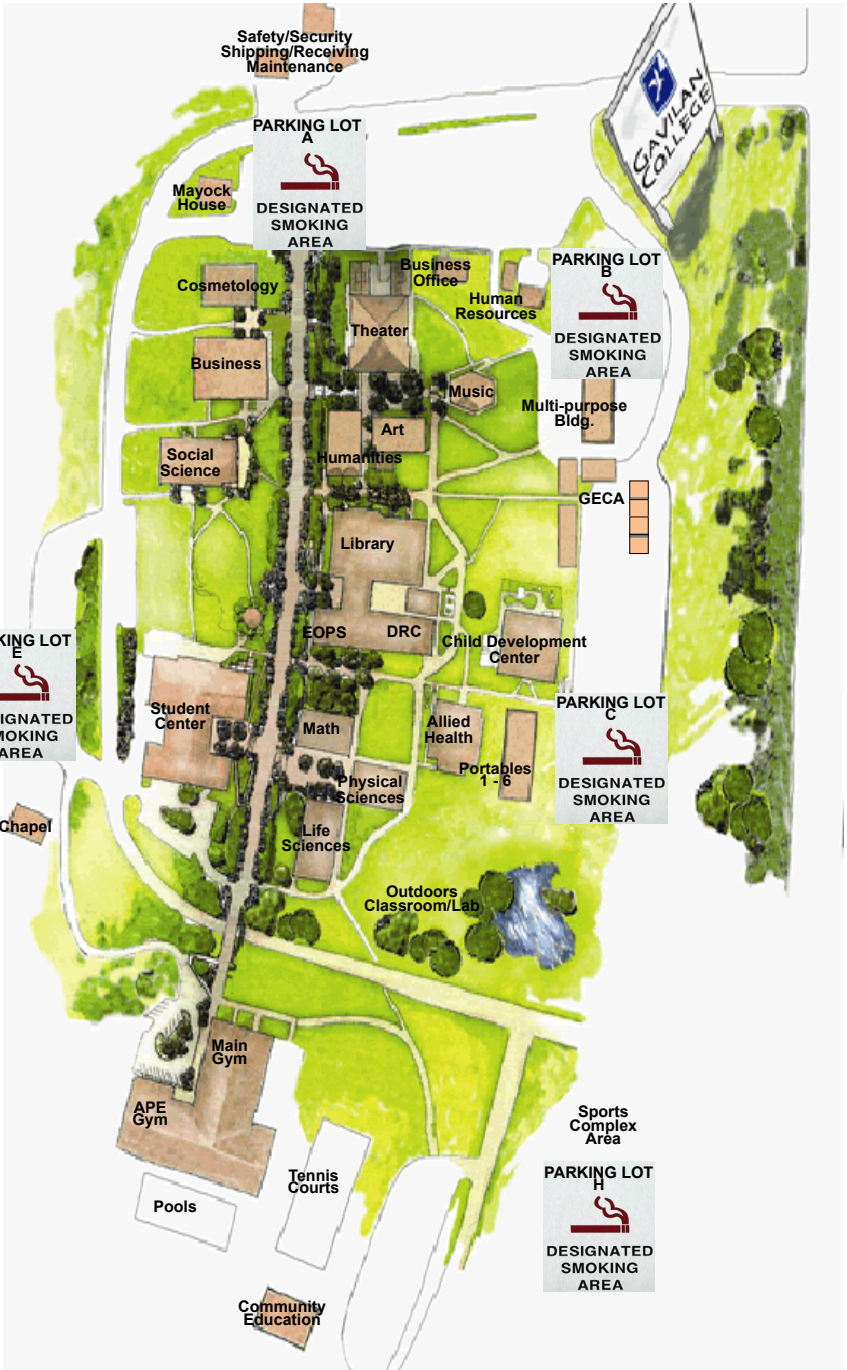 Safety/Security
Shipping/Receiving
Maintenance
GAVILAN
COLLEGE
PARKING LOT
A
DESIGNATED
SMOKING
AREA
Mayock
House
Cosmetology
Business
Office
Human
Resources
PARKING LOT
B
DESIGNATED
SMOKING
AREA
Theater
Business
Music
Multi-purpose
Bldg.
Art
Humanities
Social
Science
GECA
Library
EOPS
DRC
Child Development
Center
KING LOT
E
IGNATED
MOKING
AREA
Student
Center
Math
Allied
Health
PARKING LOT
C
DESIGNATED
SMOKING
AREA
Portables
1 - 6
Physical
Sciences
Chapel
Life
Sciences
Outdoors
Classroom/Lab
Main
Gym
APE
Gym
Sports
Complex
Area
Tennis
Courts
Pools
PARKING LOT
H
DESIGNATED
SMOKING
AREA
Community
Education